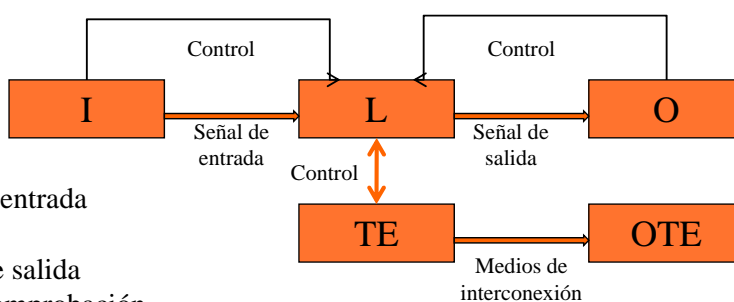 Control
Control
I
L
O
Señal de
entrada
Señal de
salida
Control
entrada
TE
OTE
salida
Medios de
interconexión